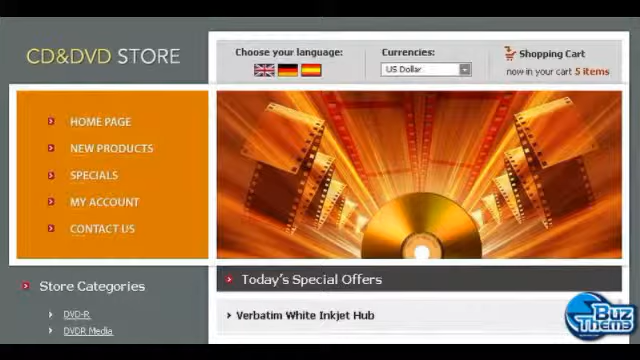 CD&DVD STORE
Choose your language:
Currencies:
US Dollar
Shopping Cart
now in your cart 5 items
HOME PAGE
NEW PRODUCTS
SPECIALS
MY ACCOUNT
CONTACT US
Store Categories
DVD-R
DVDR Media
Today's Special Offers
Verbatim White Inkjet Hub
BUZ
THEMS